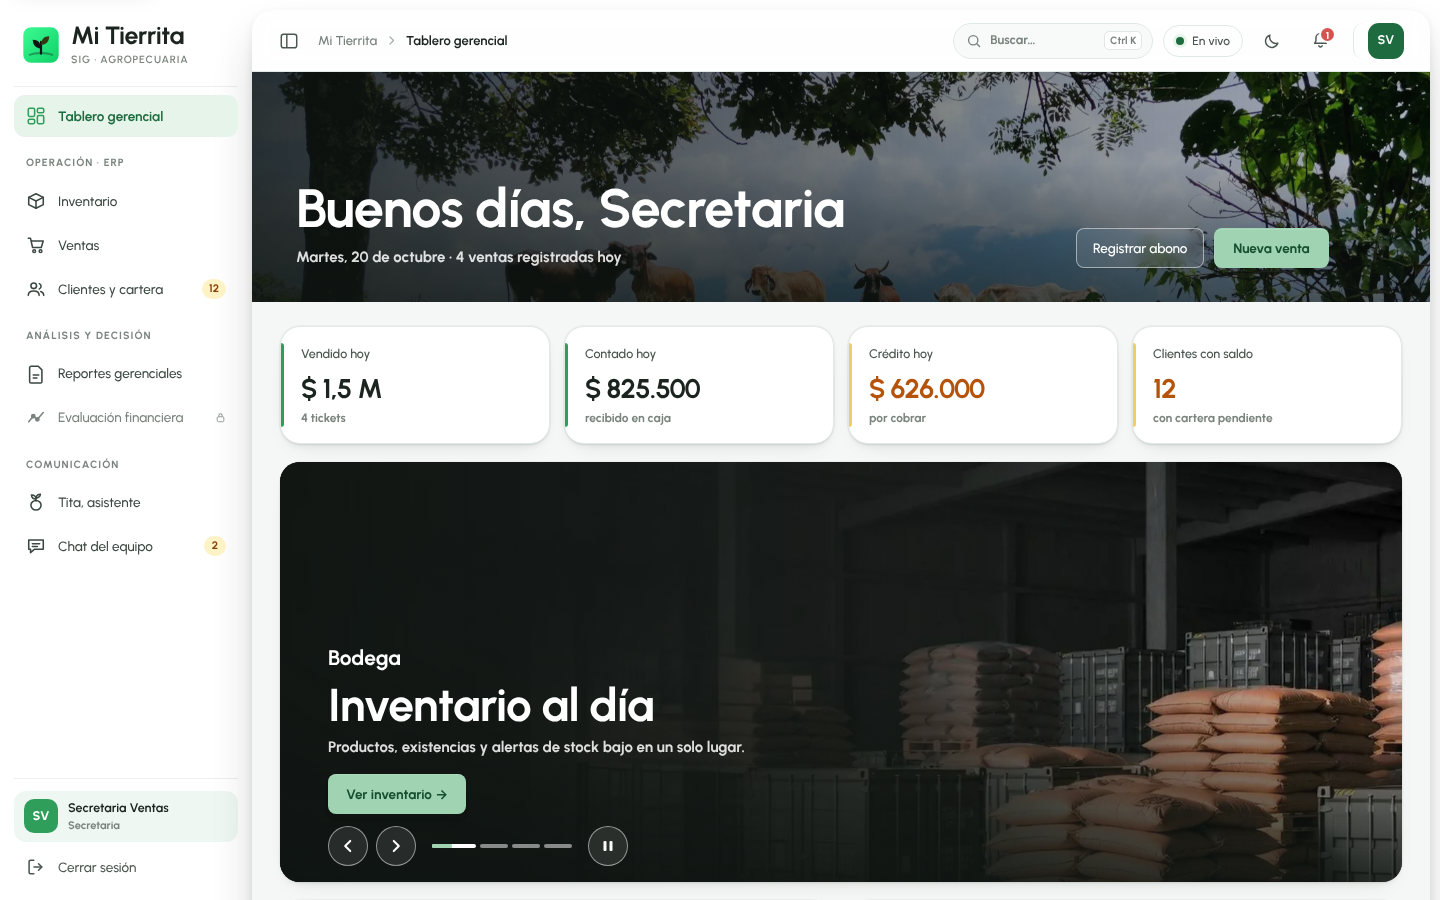 Mi Tierrita
SIG · AGROPECUARIA
Tablero gerencial
OPERACIÓN · ERP
Inventario
Ventas
Clientes y cartera
12
ANÁLISIS Y DECISIÓN
Reportes gerenciales
Evaluación financiera
COMUNICACIÓN
Tita, asistente
Chat del equipo
2
SV
Secretaria Ventas
Secretaria
Cerrar sesión
Mi Tierrita
Tablero gerencial
Buscar...
Ctrl K
En vivo
1
SV
Buenos días, Secretaria
Martes, 20 de octubre · 4 ventas registradas hoy
Registrar abono
Nueva venta
Vendido hoy
$ 1,5 M
4 tickets
Contado hoy
$ 825.500
recibido en caja
Crédito hoy
$ 626.000
por cobrar
Clientes con saldo
12
con cartera pendiente
Bodega
Inventario al día
Productos, existencias y alertas de stock bajo en un solo lugar.
Ver inventario →